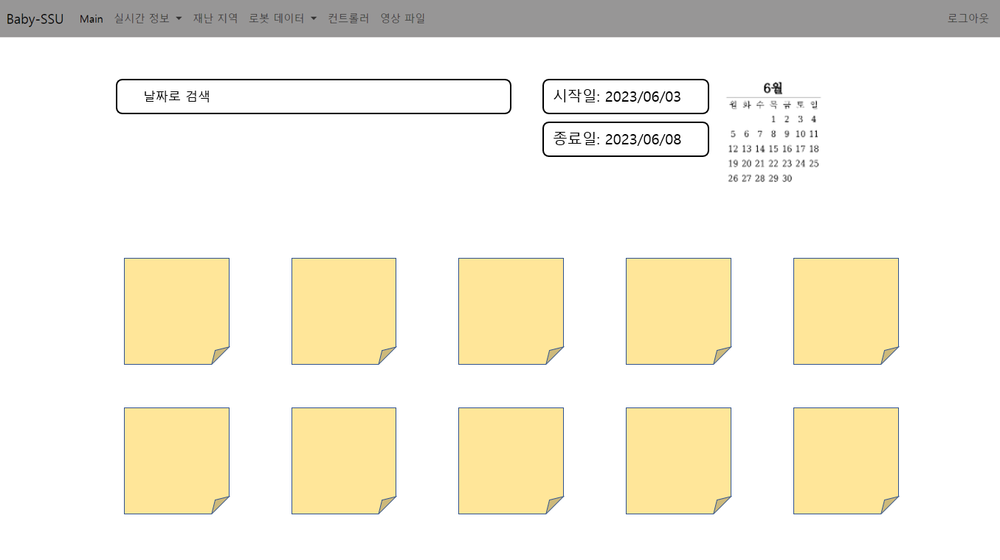 Baby-SSU Main 실시간 정보 재난 지역 로봇 데이터 컨트롤러 영상 파일 로그아웃
날짜로 검색
시작일: 2023/06/03
종료일: 2023/06/08
6월
월 화 수 목 금 토 일
1 2 3 4
5 6 7 8 9 10 11
12 13 14 15 16 17 18
19 20 21 22 23 24 25
26 27 28 29 30